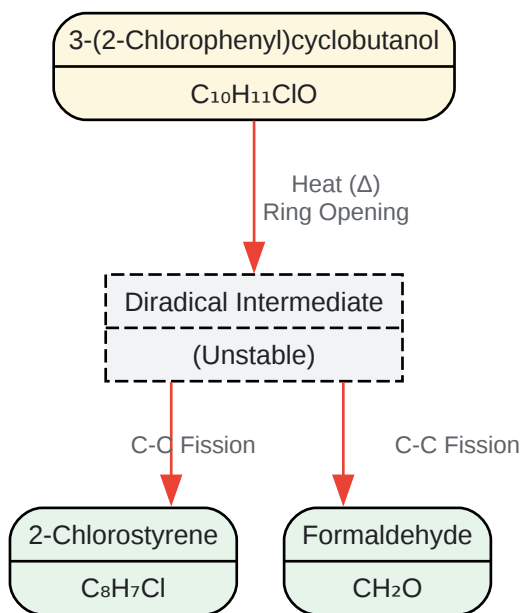 3-(2-Chlorophenyl)cyclobutanol
C₁₀H₁₁ClO
Heat (Δ)
Ring Opening
Diradical Intermediate
(Unstable)
C-C Fission
C-C Fission
2-Chlorostyrene
C₈H₇Cl
Formaldehyde
CH₂O